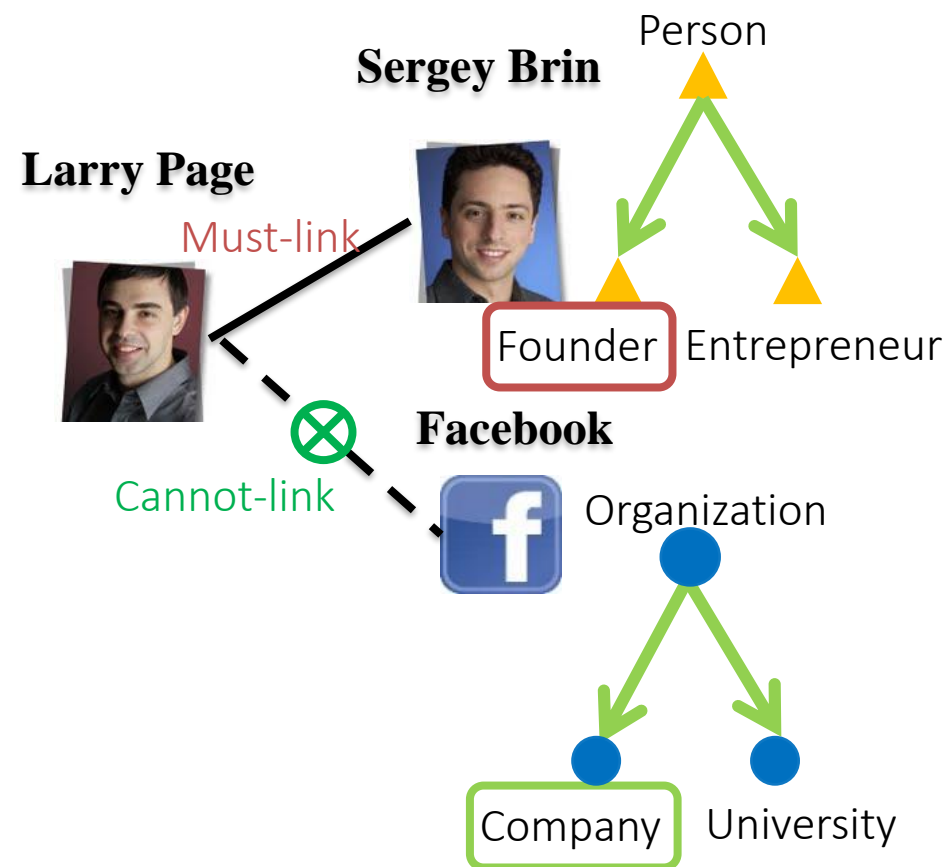 Person
Sergey Brin
Larry Page
Must-link
Founder
Entrepreneur
Facebook
Cannot-link
f
Organization
Company
University